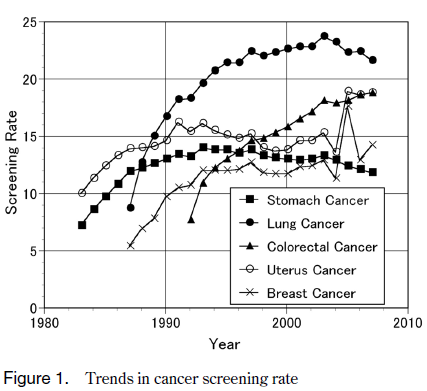 25
20
15
10
5
0
Screening Rate
1980 1990 2000 2010
Year
Stomach Cancer
Lung Cancer
Colorectal Cancer
Uterus Cancer
Breast Cancer
Figure 1. Trends in cancer screening rate